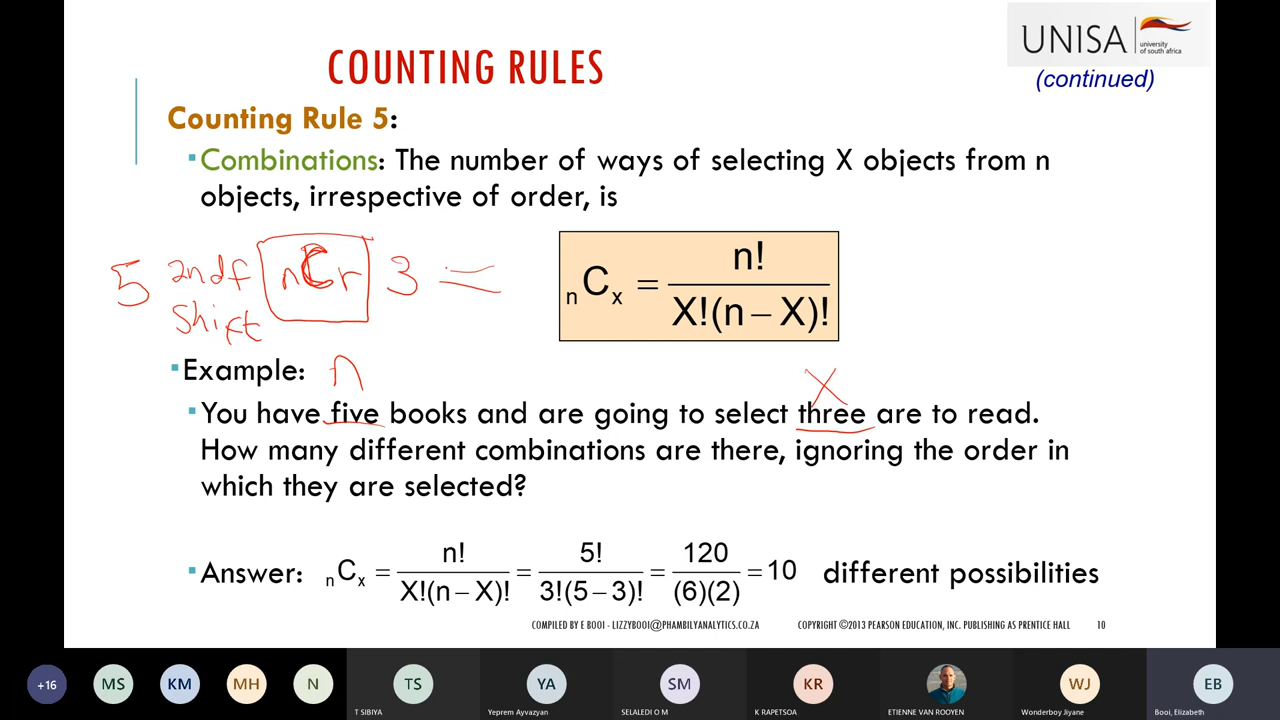 COUNTING RULES
UNISA
university
of south africa
(continued)
Counting Rule 5:
Combinations: The number of ways of selecting X objects from n
objects, irrespective of order, is
5 2ndf nCr 3 =
Shift
nCx = n! / X!(n – X)!
Example: n
X
You have five books and are going to select three are to read.
How many different combinations are there, ignoring the order in
which they are selected?
Answer: nCx = n! / X!(n – X)! = 5! / 3!(5 – 3)! = 120 / (6)(2) = 10 different possibilities
COMPILED BY E BOOI - LIZZYBOOI@PHAMBILYANALYTICS.CO.ZA COPYRIGHT ©2013 PEARSON EDUCATION, INC. PUBLISHING AS PRENTICE HALL 10
+16 MS KM MH N TS YA SM KR WJ EB
T SIBIYA Yeprem Ayvazyan SELALEDI O M K RAPETSOA ETIENNE VAN ROOYEN Wonderboy Jiyane Booi, Elizabeth